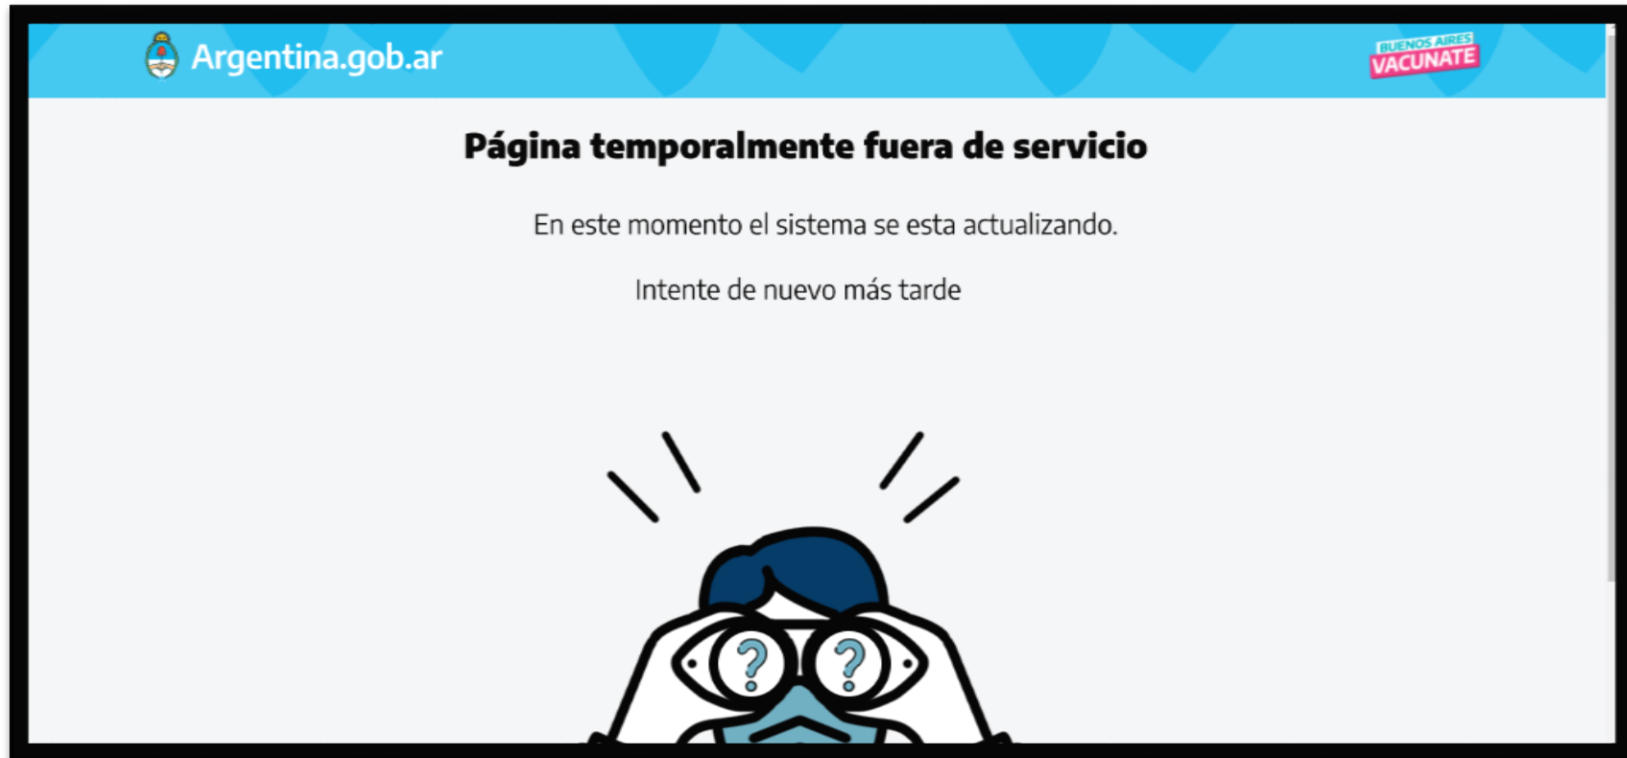 Argentina.gob.ar
BUENOS AIRES
VACUNATE
Página temporalmente fuera de servicio
En este momento el sistema se esta actualizando.
Intente de nuevo más tarde
? ?